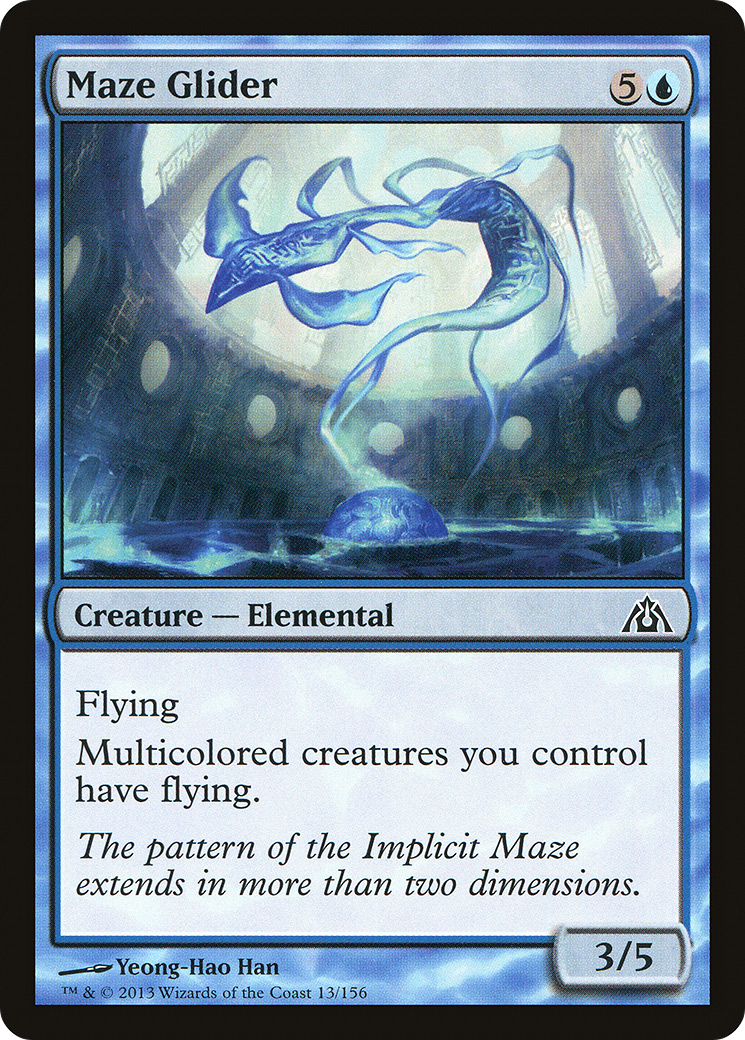 Maze Glider 5
Creature — Elemental
Flying
Multicolored creatures you control
have flying.
The pattern of the Implicit Maze
extends in more than two dimensions.
3/5
Yeong-Hao Han
™ & © 2013 Wizards of the Coast 13/156